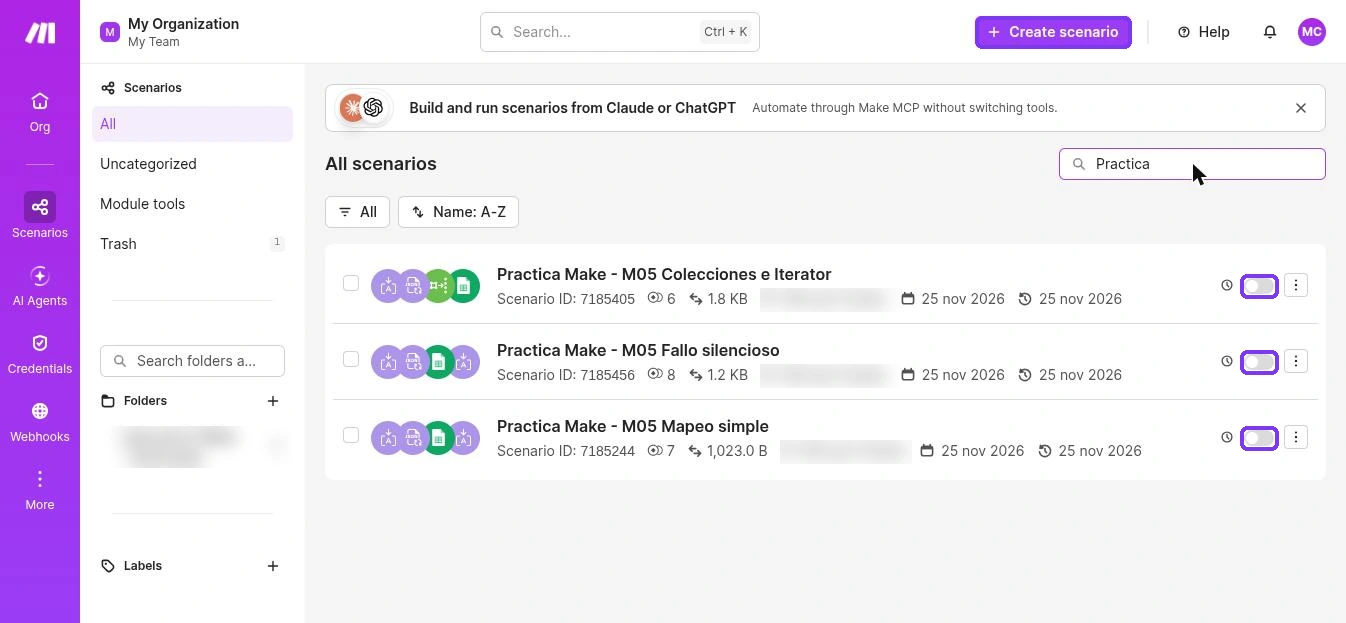 M
My Organization
My Team
Search...
Ctrl + K
+ Create scenario
Help
MC
Org
Scenarios
AI Agents
Credentials
Webhooks
More
Scenarios
All
Uncategorized
Module tools
Trash
1
Search folders a...
Folders
Labels
Build and run scenarios from Claude or ChatGPT
Automate through Make MCP without switching tools.
All scenarios
Practica
All
Name: A-Z
Practica Make - M05 Colecciones e Iterator
Scenario ID: 7185405 6 1.8 KB 25 nov 2026 25 nov 2026
Practica Make - M05 Fallo silencioso
Scenario ID: 7185456 8 1.2 KB 25 nov 2026 25 nov 2026
Practica Make - M05 Mapeo simple
Scenario ID: 7185244 7 1,023.0 B 25 nov 2026 25 nov 2026